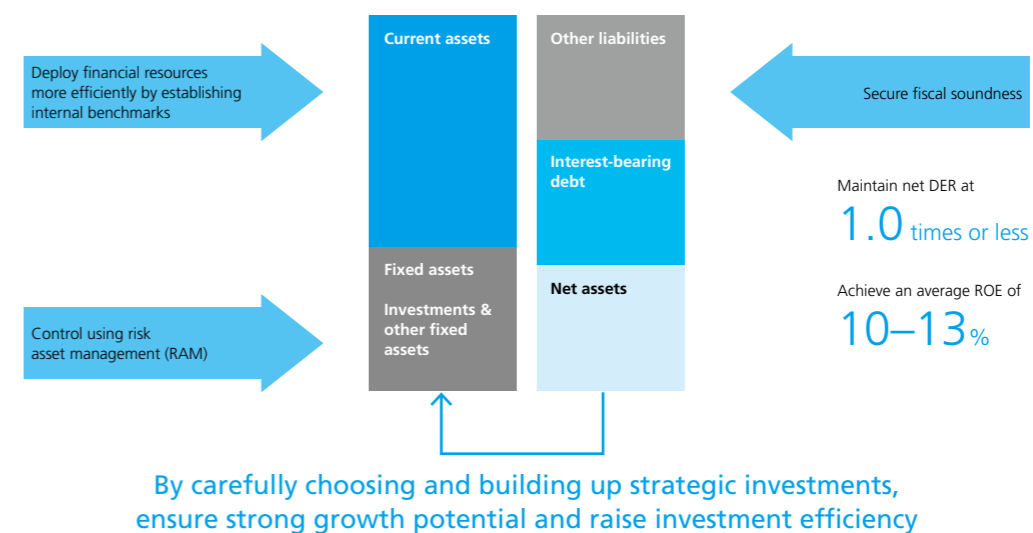 Deploy financial resources
more efficiently by establishing
internal benchmarks
Control using risk
asset management (RAM)
Current assets
Fixed assets
Investments &
other fixed
assets
Other liabilities
Interest-bearing
debt
Net assets
Secure fiscal soundness
Maintain net DER at
1.0 times or less
Achieve an average ROE of
10–13%
By carefully choosing and building up strategic investments,
ensure strong growth potential and raise investment efficiency